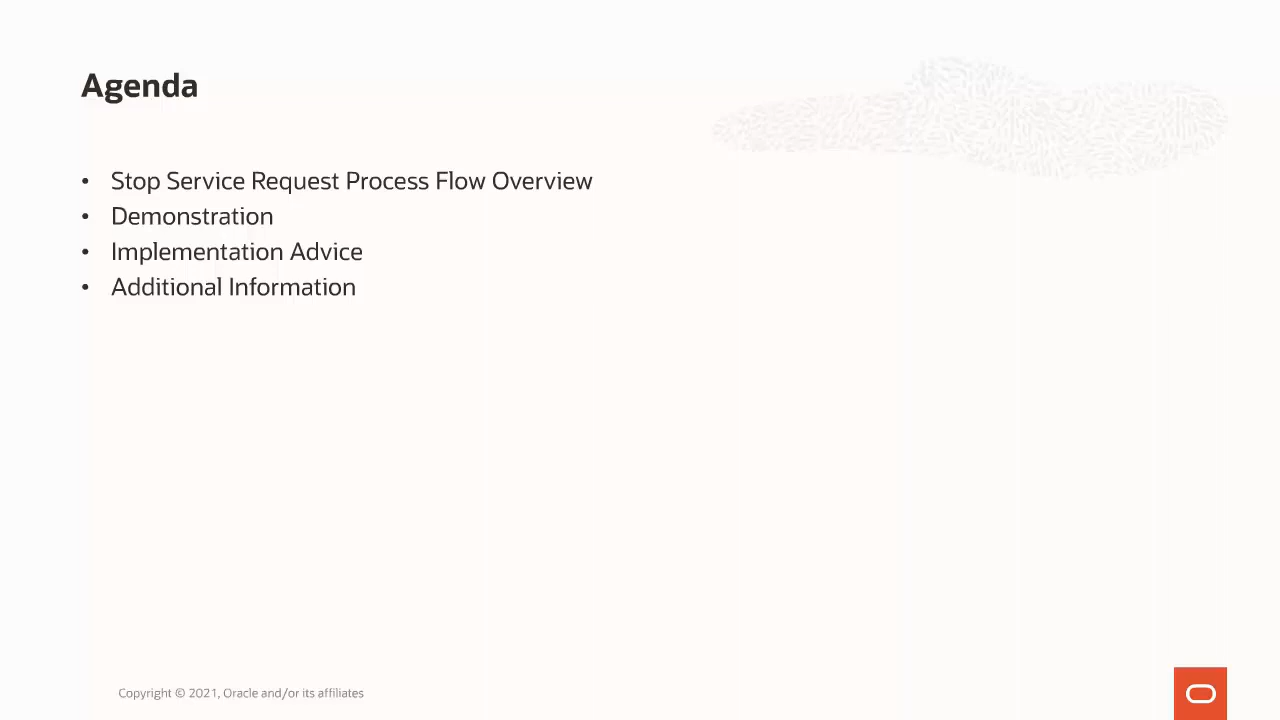 Agenda
• Stop Service Request Process Flow Overview
• Demonstration
• Implementation Advice
• Additional Information
Copyright © 2021, Oracle and/or its affiliates